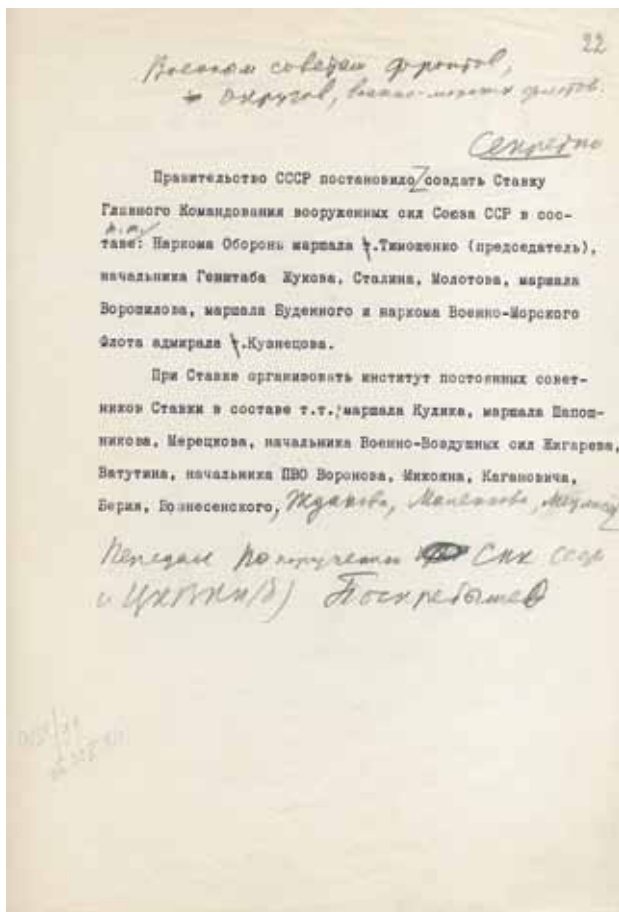 22
Военным советам фронтов,
округов, военно-морских флотов.
Секретно
Правительство СССР постановило создать Ставку
Главного Командования вооруженных сил Союза ССР в сос-
т.т.
таве: Наркома Обороны маршала т.Тимошенко (председатель),
начальника Генштаба Жукова, Сталина, Молотова, маршала
Ворошилова, маршала Буденного и наркома Военно-Морского
Флота адмирала т.Кузнецова.
При Ставке организовать институт постоянных совет-
ников Ставки в составе т.т. маршала Кулика, маршала Шапош-
никова, Мерецкова, начальника Военно-Воздушных сил Жигарева,
Ватутина, начальника ПВО Воронова, Микояна, Кагановича,
Берия, Вознесенского, Жданова, Маленкова, Мехлиса
Передал по поручению СНК СССР
и ЦК ВКП(б) Поскребышев